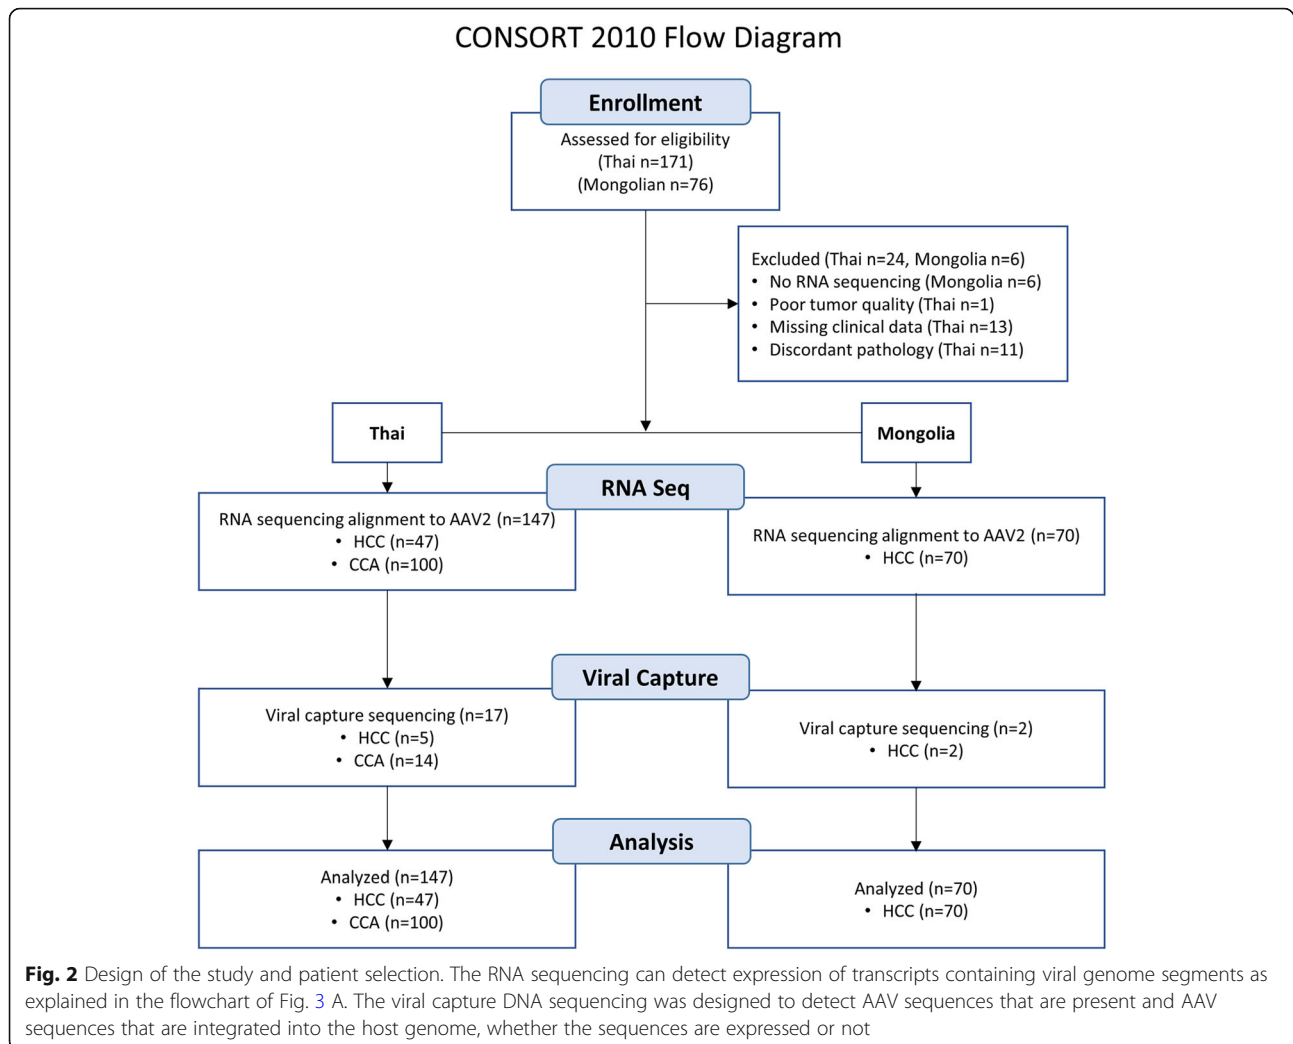 CONSORT 2010 Flow Diagram
Enrollment
Assessed for eligibility
(Thai n=171)
(Mongolian n=76)
Excluded (Thai n=24, Mongolia n=6)
• No RNA sequencing (Mongolia n=6)
• Poor tumor quality (Thai n=1)
• Missing clinical data (Thai n=13)
• Discordant pathology (Thai n=11)
Thai
Mongolia
RNA Seq
RNA sequencing alignment to AAV2 (n=147)
• HCC (n=47)
• CCA (n=100)
RNA sequencing alignment to AAV2 (n=70)
• HCC (n=70)
Viral Capture
Viral capture sequencing (n=17)
• HCC (n=5)
• CCA (n=14)
Viral capture sequencing (n=2)
• HCC (n=2)
Analysis
Analyzed (n=147)
• HCC (n=47)
• CCA (n=100)
Analyzed (n=70)
• HCC (n=70)
Fig. 2 Design of the study and patient selection. The RNA sequencing can detect expression of transcripts containing viral genome segments as
explained in the flowchart of Fig. 3 A. The viral capture DNA sequencing was designed to detect AAV sequences that are present and AAV
sequences that are integrated into the host genome, whether the sequences are expressed or not